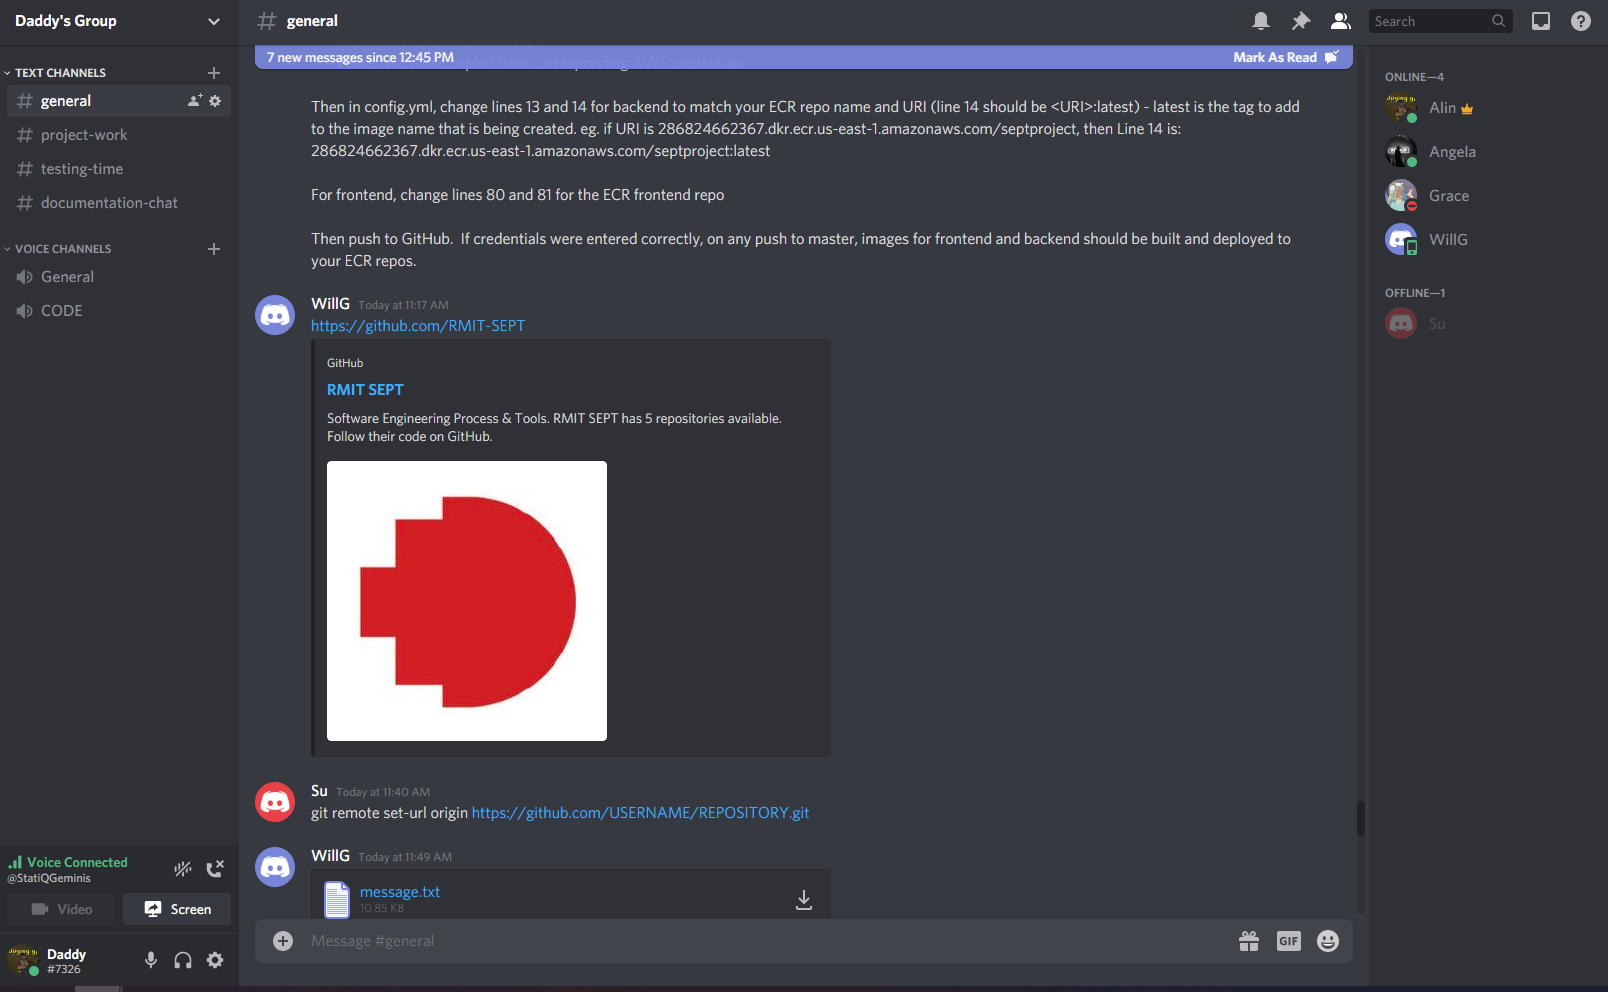 Daddy's Group
TEXT CHANNELS
general
project-work
testing-time
documentation-chat
VOICE CHANNELS
General
CODE
Voice Connected
@StatiQGeminis
Video
Screen
Daddy
#7326
general
Search
7 new messages since 12:45 PM
Mark As Read
copied from corresponding AWS credentials
Then in config.yml, change lines 13 and 14 for backend to match your ECR repo name and URI (line 14 should be <URI>:latest) - latest is the tag to add
to the image name that is being created. eg. if URI is 286824662367.dkr.ecr.us-east-1.amazonaws.com/septproject, then Line 14 is:
286824662367.dkr.ecr.us-east-1.amazonaws.com/septproject:latest
For frontend, change lines 80 and 81 for the ECR frontend repo
Then push to GitHub.  If credentials were entered correctly, on any push to master, images for frontend and backend should be built and deployed to
your ECR repos.
WillG Today at 11:17 AM
https://github.com/RMIT-SEPT
GitHub
RMIT SEPT
Software Engineering Process & Tools. RMIT SEPT has 5 repositories available.
Follow their code on GitHub.
Su Today at 11:40 AM
git remote set-url origin https://github.com/USERNAME/REPOSITORY.git
WillG Today at 11:49 AM
message.txt
10.85 KB
Message #general
GIF
ONLINE—4
Alin
Angela
Grace
WillG
OFFLINE—1
Su